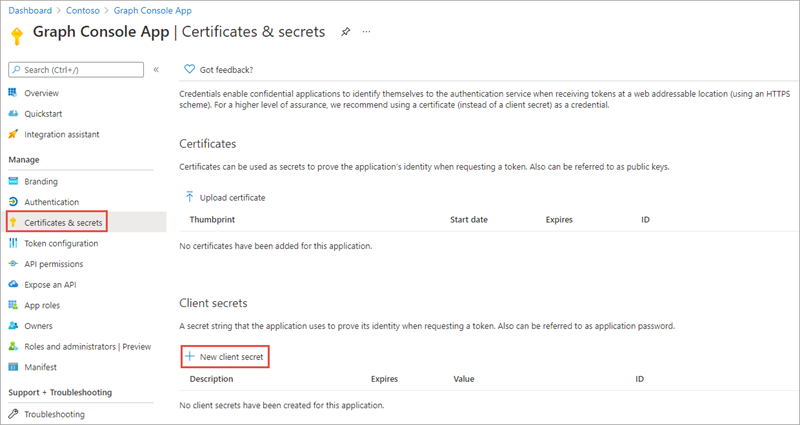 Dashboard > Contoso > Graph Console App
Graph Console App | Certificates & secrets
Search (Ctrl+/)
Overview
Quickstart
Integration assistant
Manage
Branding
Authentication
Certificates & secrets
Token configuration
API permissions
Expose an API
App roles
Owners
Roles and administrators | Preview
Manifest
Support + Troubleshooting
Troubleshooting
Got feedback?
Credentials enable confidential applications to identify themselves to the authentication service when receiving tokens at a web addressable location (using an HTTPS
scheme). For a higher level of assurance, we recommend using a certificate (instead of a client secret) as a credential.
Certificates
Certificates can be used as secrets to prove the application's identity when requesting a token. Also can be referred to as public keys.
Upload certificate
Thumbprint Start date Expires ID
No certificates have been added for this application.
Client secrets
A secret string that the application uses to prove its identity when requesting a token. Also can be referred to as application password.
New client secret
Description Expires Value ID
No client secrets have been created for this application.